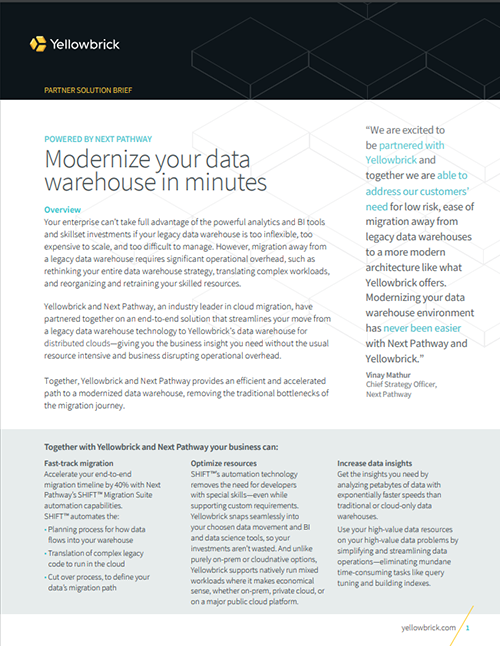 Yellowbrick
PARTNER SOLUTION BRIEF
POWERED BY NEXT PATHWAY
Modernize your data
warehouse in minutes
Overview
Your enterprise can't take full advantage of the powerful analytics and BI tools
and skillset investments if your legacy data warehouse is too inflexible, too
expensive to scale, and too difficult to manage. However, migration away from
a legacy data warehouse requires significant operational overhead, such as
rethinking your entire data warehouse strategy, translating complex workloads,
and reorganizing and retraining your skilled resources.
Yellowbrick and Next Pathway, an industry leader in cloud migration, have
partnered together on an end-to-end solution that streamlines your move from
a legacy data warehouse technology to Yellowbrick's data warehouse for
distributed clouds—giving you the business insight you need without the usual
resource intensive and business disrupting operational overhead.
Together, Yellowbrick and Next Pathway provides an efficient and accelerated
path to a modernized data warehouse, removing the traditional bottlenecks of
the migration journey.
"We are excited to
be partnered with
Yellowbrick and
together we are able to
address our customers'
need for low risk, ease of
migration away from
legacy data warehouses
to a more modern
architecture like what
Yellowbrick offers.
Modernizing your data
warehouse environment
has never been easier
with Next Pathway and
Yellowbrick."
Vinay Mathur
Chief Strategy Officer,
Next Pathway
Together with Yellowbrick and Next Pathway your business can:
Fast-track migration
Accelerate your end-to-end
migration timeline by 40% with Next
Pathway's SHIFT™ Migration Suite
automation capabilities.
SHIFT™ automates the:
· Planning process for how data
flows into your warehouse
· Translation of complex legacy
code to run in the cloud
· Cut over process, to define your
data's migration path
Optimize resources
SHIFT™'s automation technology
removes the need for developers
with special skills—even while
supporting custom requirements.
Yellowbrick snaps seamlessly into
your chosen data movement and BI
and data science tools, so your
investments aren't wasted. And unlike
purely on-prem or cloudnative options,
Yellowbrick supports natively run mixed
workloads where it makes economical
sense, whether on-prem, private cloud, or
on a major public cloud platform.
Increase data insights
Get the insights you need by
analyzing petabytes of data with
exponentially faster speeds than
traditional or cloud-only data
warehouses.
Use your high-value data resources
on your high-value data problems by
simplifying and streamlining data
operations—eliminating mundane
time-consuming tasks like query
tuning and building indexes.
yellowbrick.com
1